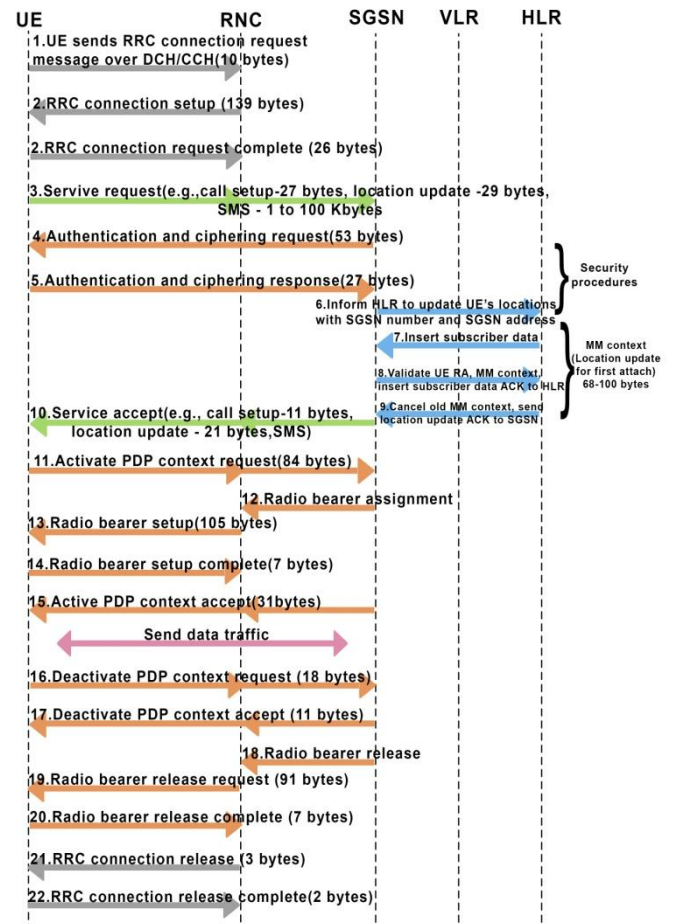 UE RNC SGSN VLR HLR
1.UE sends RRC connection request
message over DCH/CCH(10 bytes)
2.RRC connection setup (139 bytes)
2.RRC connection request complete (26 bytes)
3.Servive request(e.g.,call setup-27 bytes, location update -29 bytes,
SMS - 1 to 100 Kbytes
4.Authentication and ciphering request(53 bytes)
5.Authentication and ciphering response(27 bytes)
Security
procedures
6.Inform HLR to update UE's locations
with SGSN number and SGSN address
7.Insert subscriber data
MM context
(Location update
for first attach)
68-100 bytes
8.Validate UE RA, MM context,
insert subscriber data ACK to HLR
9.Cancel old MM context, send
location update ACK to SGSN
10.Service accept(e.g., call setup-11 bytes,
location update - 21 bytes,SMS)
11.Activate PDP context request(84 bytes)
12.Radio bearer assignment
13.Radio bearer setup(105 bytes)
14.Radio bearer setup complete(7 bytes)
15.Active PDP context accept(31bytes)
Send data traffic
16.Deactivate PDP context request (18 bytes)
17.Deactivate PDP context accept (11 bytes)
18.Radio bearer release
19.Radio bearer release request (91 bytes)
20.Radio bearer release complete (7 bytes)
21.RRC connection release (3 bytes)
22.RRC connection release complete(2 bytes)